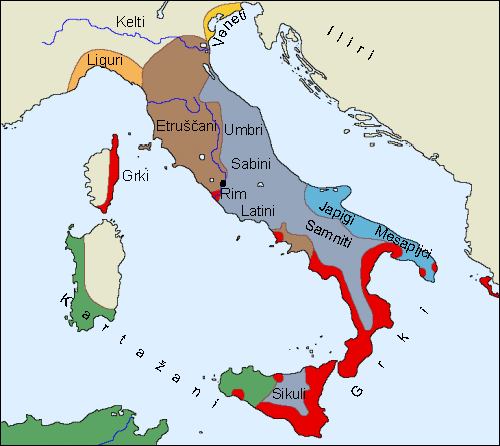 Kelti
Veneti
Iliri
Liguri
Etruščani
Umbri
Sabini
Grki
Rim
Latini
Japigi
Mesapijci
Samniti
Kartažani
Grki
Sikuli